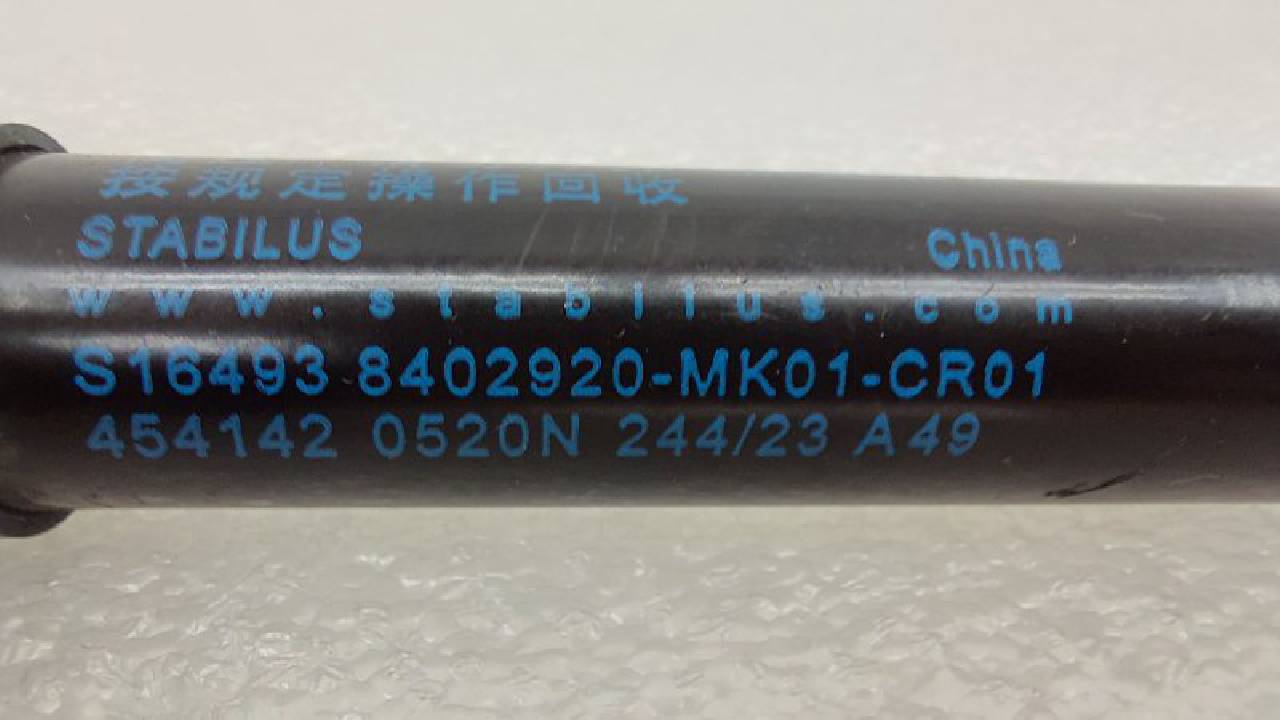 按规定操作回收
STABILUS China
www.stabilus.com
S16493 8402920-MK01-CR01
454142 0520N 244/23 A49